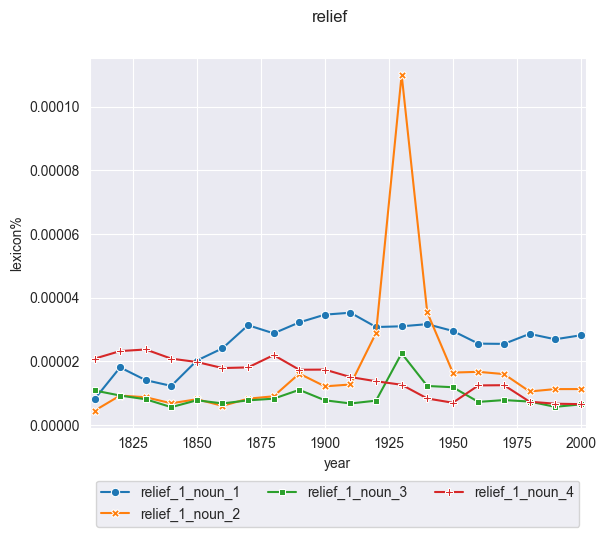 relief
0.00010
0.00008
0.00006
0.00004
0.00002
0.00000
lexicon%
1825 1850 1875 1900 1925 1950 1975 2000
year
relief_1_noun_1 relief_1_noun_3 relief_1_noun_4
relief_1_noun_2